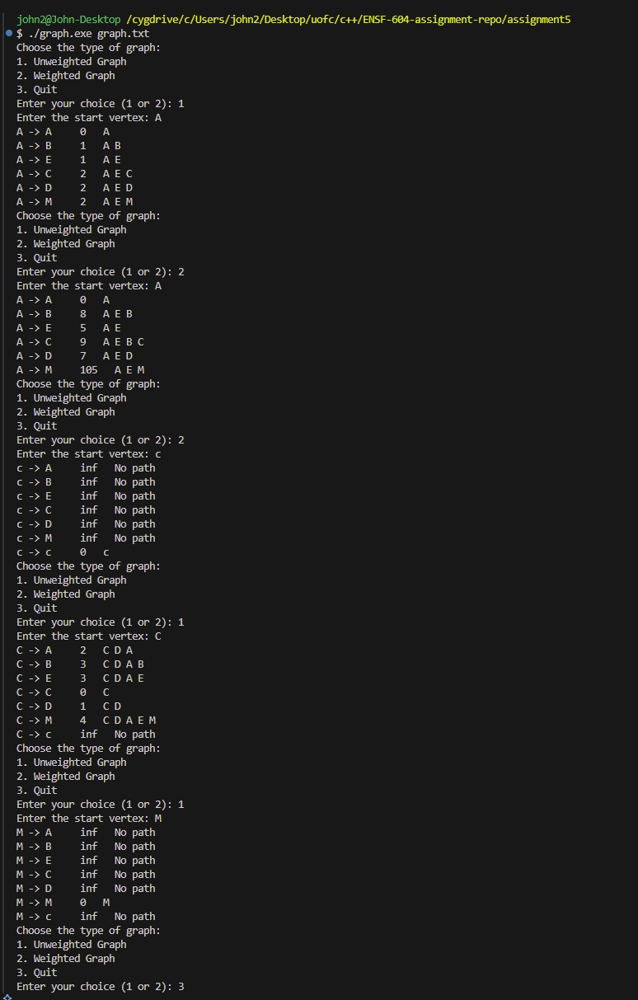 john2@John-Desktop /cygdrive/c/Users/john2/Desktop/uofc/c++/ENSF-604-assignment-repo/assignment5
$ ./graph.exe graph.txt
Choose the type of graph:
1. Unweighted Graph
2. Weighted Graph
3. Quit
Enter your choice (1 or 2): 1
Enter the start vertex: A
A -> A     0   A
A -> B     1   A B
A -> E     1   A E
A -> C     2   A E C
A -> D     2   A E D
A -> M     2   A E M
Choose the type of graph:
1. Unweighted Graph
2. Weighted Graph
3. Quit
Enter your choice (1 or 2): 2
Enter the start vertex: A
A -> A     0   A
A -> B     8   A E B
A -> E     5   A E
A -> C     9   A E B C
A -> D     7   A E D
A -> M     105   A E M
Choose the type of graph:
1. Unweighted Graph
2. Weighted Graph
3. Quit
Enter your choice (1 or 2): 2
Enter the start vertex: c
c -> A     inf   No path
c -> B     inf   No path
c -> E     inf   No path
c -> C     inf   No path
c -> D     inf   No path
c -> M     inf   No path
c -> c     0   c
Choose the type of graph:
1. Unweighted Graph
2. Weighted Graph
3. Quit
Enter your choice (1 or 2): 1
Enter the start vertex: C
C -> A     2   C D A
C -> B     3   C D A B
C -> E     3   C D A E
C -> C     0   C
C -> D     1   C D
C -> M     4   C D A E M
C -> c     inf   No path
Choose the type of graph:
1. Unweighted Graph
2. Weighted Graph
3. Quit
Enter your choice (1 or 2): 1
Enter the start vertex: M
M -> A     inf   No path
M -> B     inf   No path
M -> E     inf   No path
M -> C     inf   No path
M -> D     inf   No path
M -> M     0   M
M -> c     inf   No path
Choose the type of graph:
1. Unweighted Graph
2. Weighted Graph
3. Quit
Enter your choice (1 or 2): 3